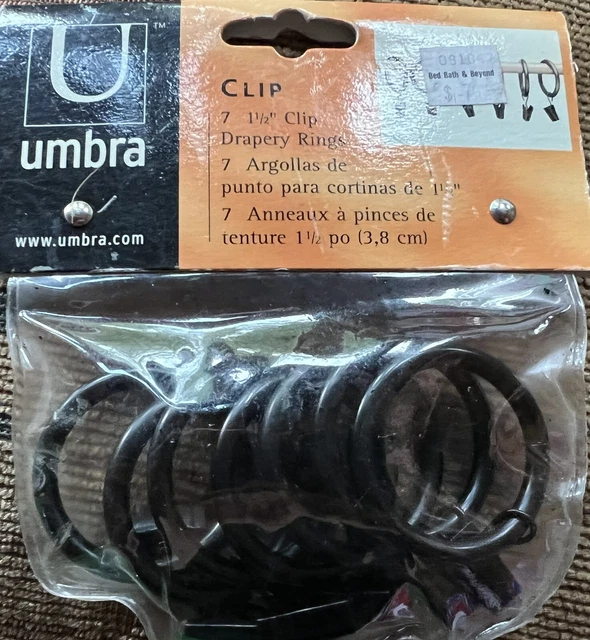 U™
umbra
www.umbra.com
CLIP
7 1½" Clip
Drapery Rings
7 Argollas de
punto para cortinas de 1½"
7 Anneaux à pinces de
tenture 1½ po (3,8 cm)
Bed Bath & Beyond